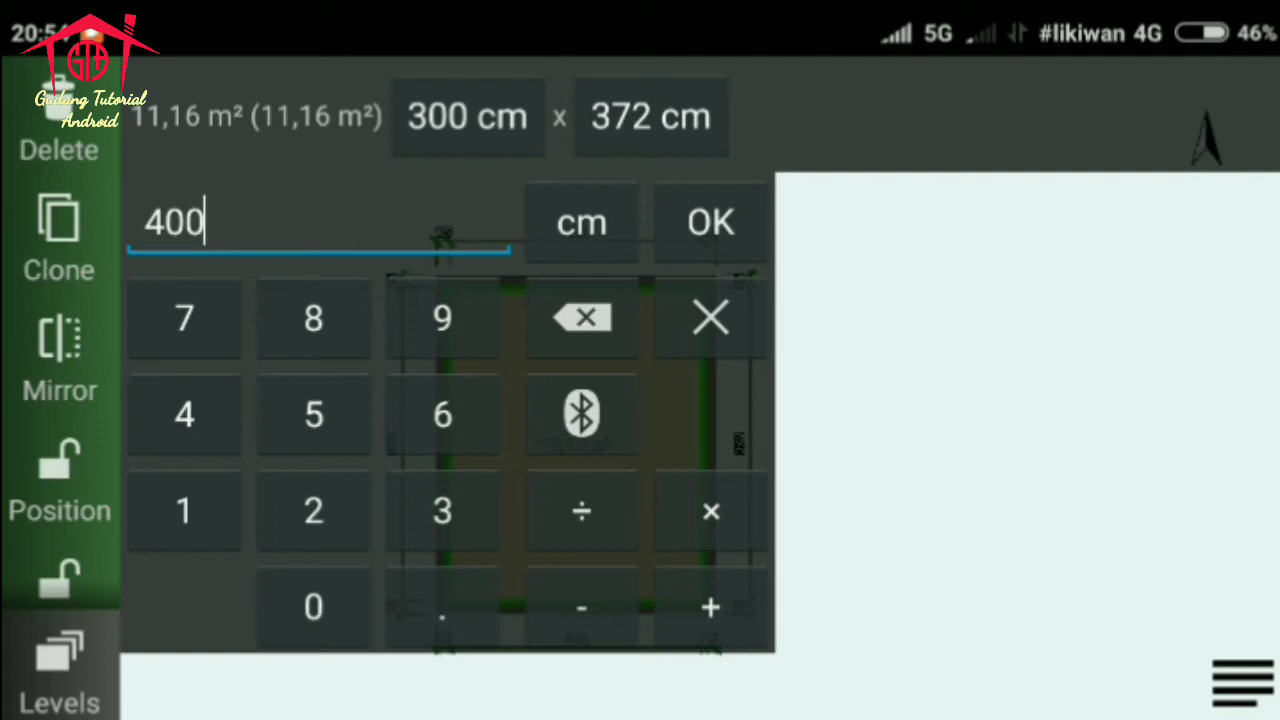 20:54
5G #likiwan 4G 46%
GTA
Gudang Tutorial
Android
11,16 m² (11,16 m²) 300 cm x 372 cm
Delete
400 cm OK
Clone
7 8 9
Mirror
4 5 6
Position
1 2 3 ÷ ×
0 . - +
Levels